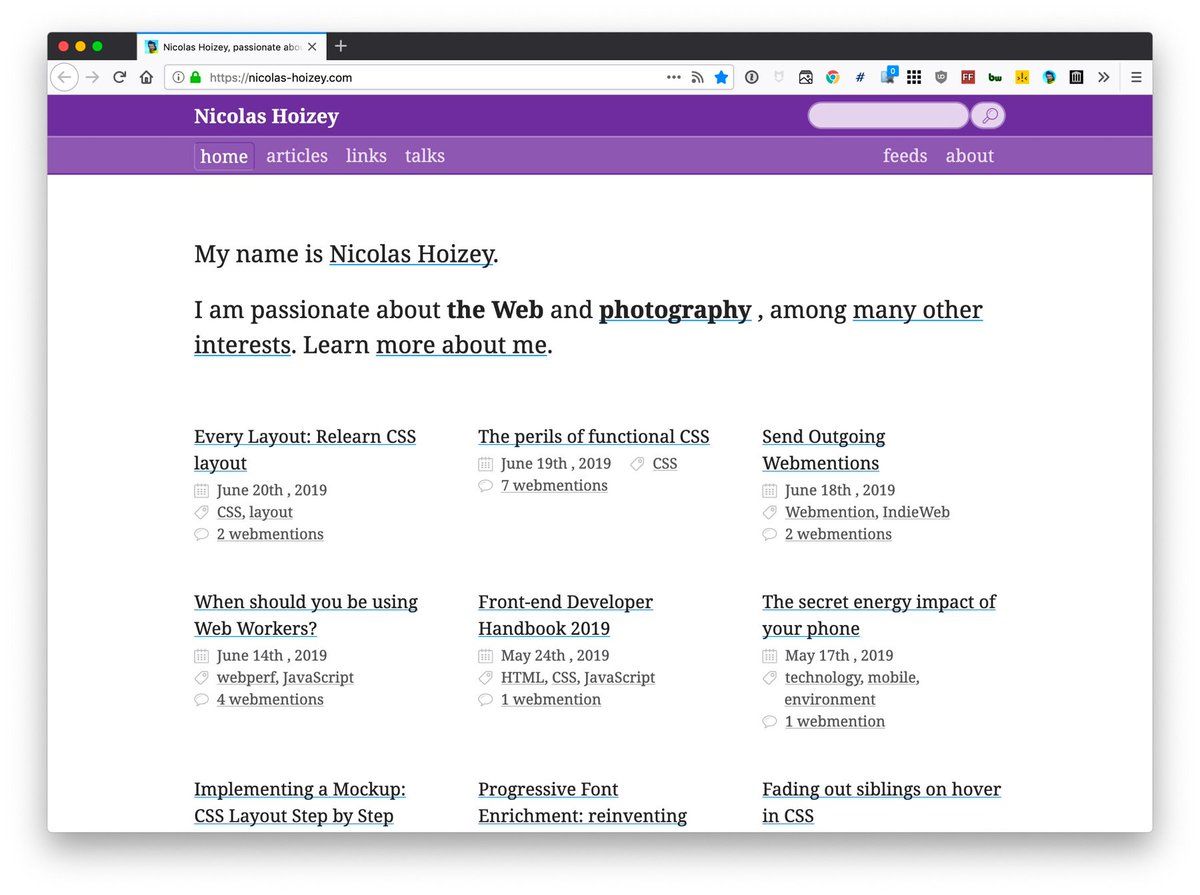 Nicolas Hoizey, passionate abou
https://nicolas-hoizey.com
0
FF
bw
Nicolas Hoizey
home articles links talks feeds about
My name is Nicolas Hoizey.
I am passionate about the Web and photography , among many other
interests. Learn more about me.
Every Layout: Relearn CSS
layout
June 20th , 2019
CSS, layout
2 webmentions
The perils of functional CSS
June 19th , 2019 CSS
7 webmentions
Send Outgoing
Webmentions
June 18th , 2019
Webmention, IndieWeb
2 webmentions
When should you be using
Web Workers?
June 14th , 2019
webperf, JavaScript
4 webmentions
Front-end Developer
Handbook 2019
May 24th , 2019
HTML, CSS, JavaScript
1 webmention
The secret energy impact of
your phone
May 17th , 2019
technology, mobile,
environment
1 webmention
Implementing a Mockup:
CSS Layout Step by Step
Progressive Font
Enrichment: reinventing
Fading out siblings on hover
in CSS